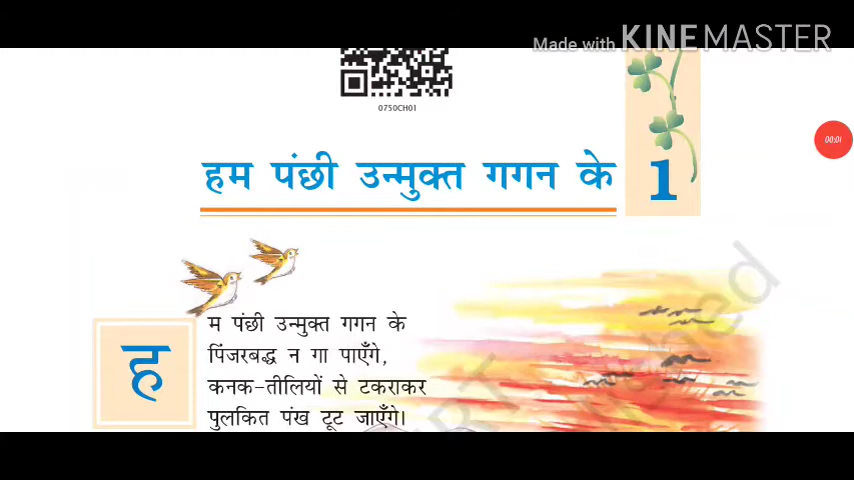 Made with KINEMASTER
0750CH01
00:01
हम पंछी उन्मुक्त गगन के
1
ह
म पंछी उन्मुक्त गगन के
पिंजरबद्ध न गा पाएँगे,
कनक-तीलियों से टकराकर
पुलकित पंख टूट जाएँगे।